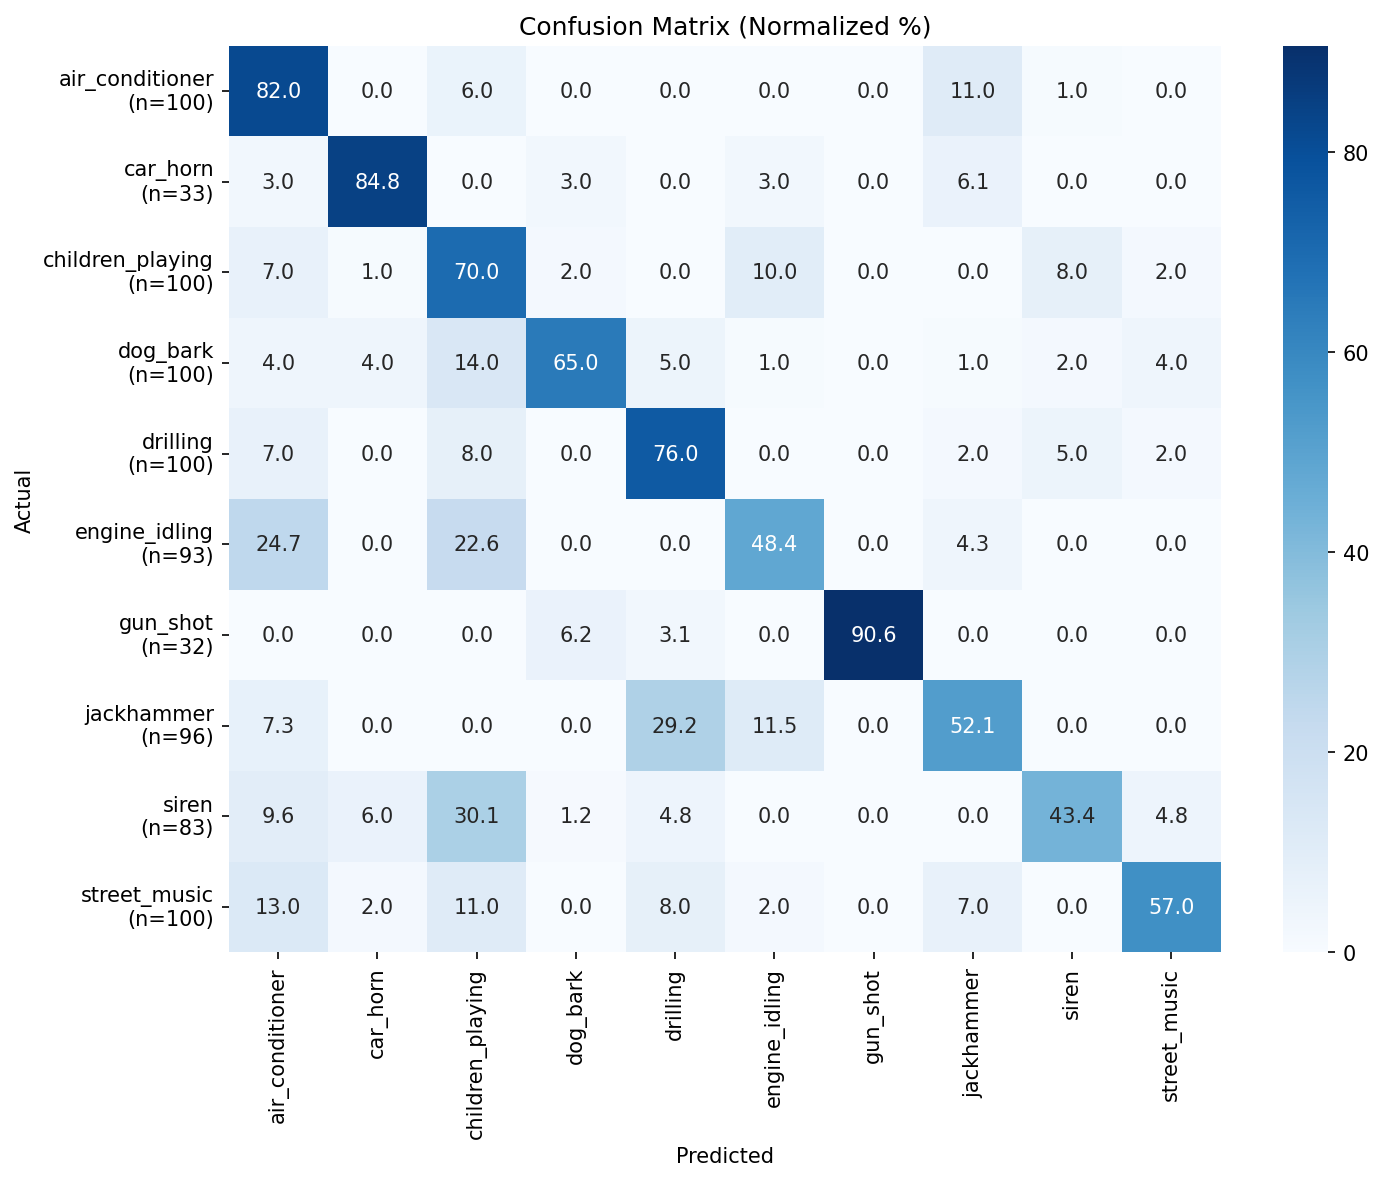 Confusion Matrix (Normalized %)
air_conditioner
(n=100)
82.0 0.0 6.0 0.0 0.0 0.0 0.0 11.0 1.0 0.0
car_horn
(n=33)
3.0 84.8 0.0 3.0 0.0 3.0 0.0 6.1 0.0 0.0
children_playing
(n=100)
7.0 1.0 70.0 2.0 0.0 10.0 0.0 0.0 8.0 2.0
dog_bark
(n=100)
4.0 4.0 14.0 65.0 5.0 1.0 0.0 1.0 2.0 4.0
drilling
(n=100)
7.0 0.0 8.0 0.0 76.0 0.0 0.0 2.0 5.0 2.0
engine_idling
(n=93)
24.7 0.0 22.6 0.0 0.0 48.4 0.0 4.3 0.0 0.0
gun_shot
(n=32)
0.0 0.0 0.0 6.2 3.1 0.0 90.6 0.0 0.0 0.0
jackhammer
(n=96)
7.3 0.0 0.0 0.0 29.2 11.5 0.0 52.1 0.0 0.0
siren
(n=83)
9.6 6.0 30.1 1.2 4.8 0.0 0.0 0.0 43.4 4.8
street_music
(n=100)
13.0 2.0 11.0 0.0 8.0 2.0 0.0 7.0 0.0 57.0
Actual
air_conditioner
car_horn
children_playing
dog_bark
drilling
engine_idling
gun_shot
jackhammer
siren
street_music
Predicted
80
60
40
20
0